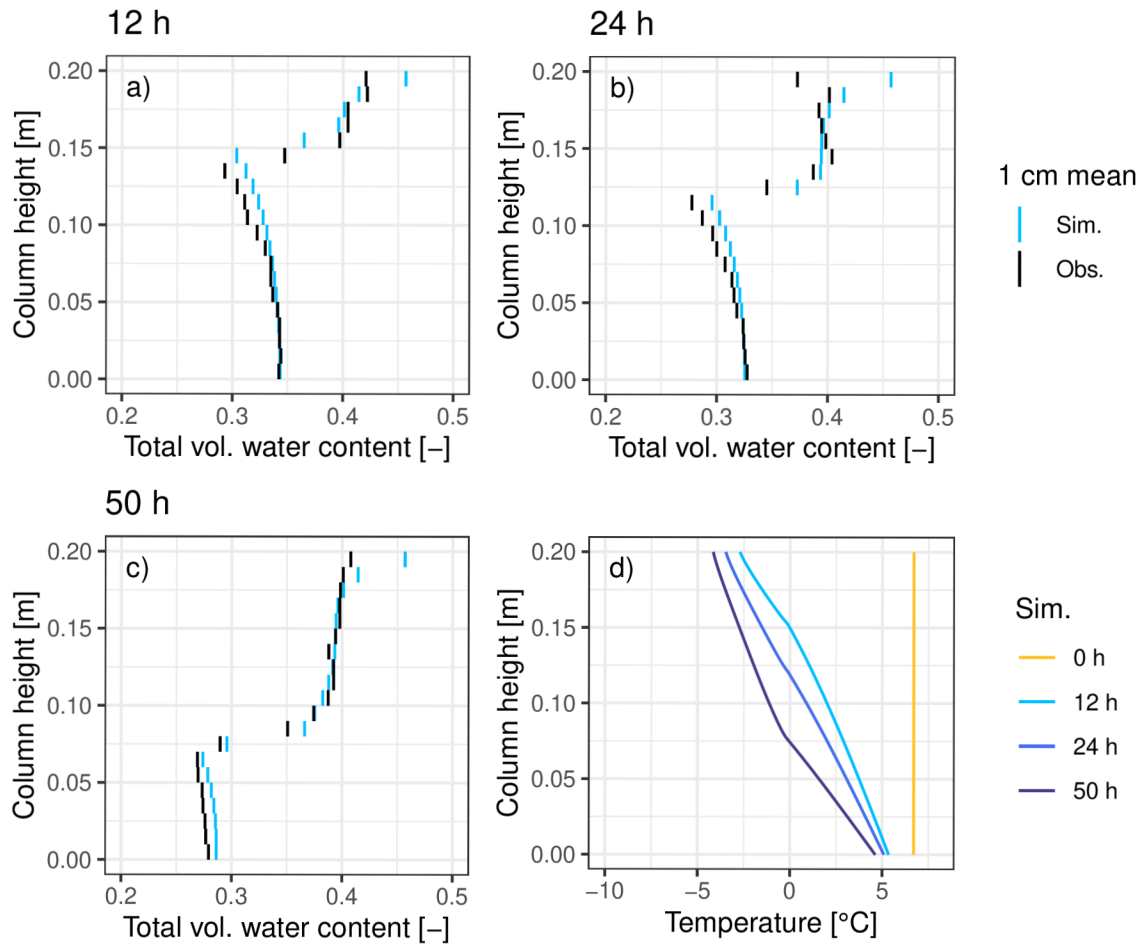 12 h
a)
0.20
0.15
0.10
0.05
0.00
Column height [m]
0.2 0.3 0.4 0.5
Total vol. water content [−]
24 h
b)
0.20
0.15
0.10
0.05
0.00
Column height [m]
0.2 0.3 0.4 0.5
Total vol. water content [−]
1 cm mean
Sim.
Obs.
50 h
c)
0.20
0.15
0.10
0.05
0.00
Column height [m]
0.2 0.3 0.4 0.5
Total vol. water content [−]
d)
0.20
0.15
0.10
0.05
0.00
Column height [m]
−10 −5 0 5
Temperature [°C]
Sim.
0 h
12 h
24 h
50 h